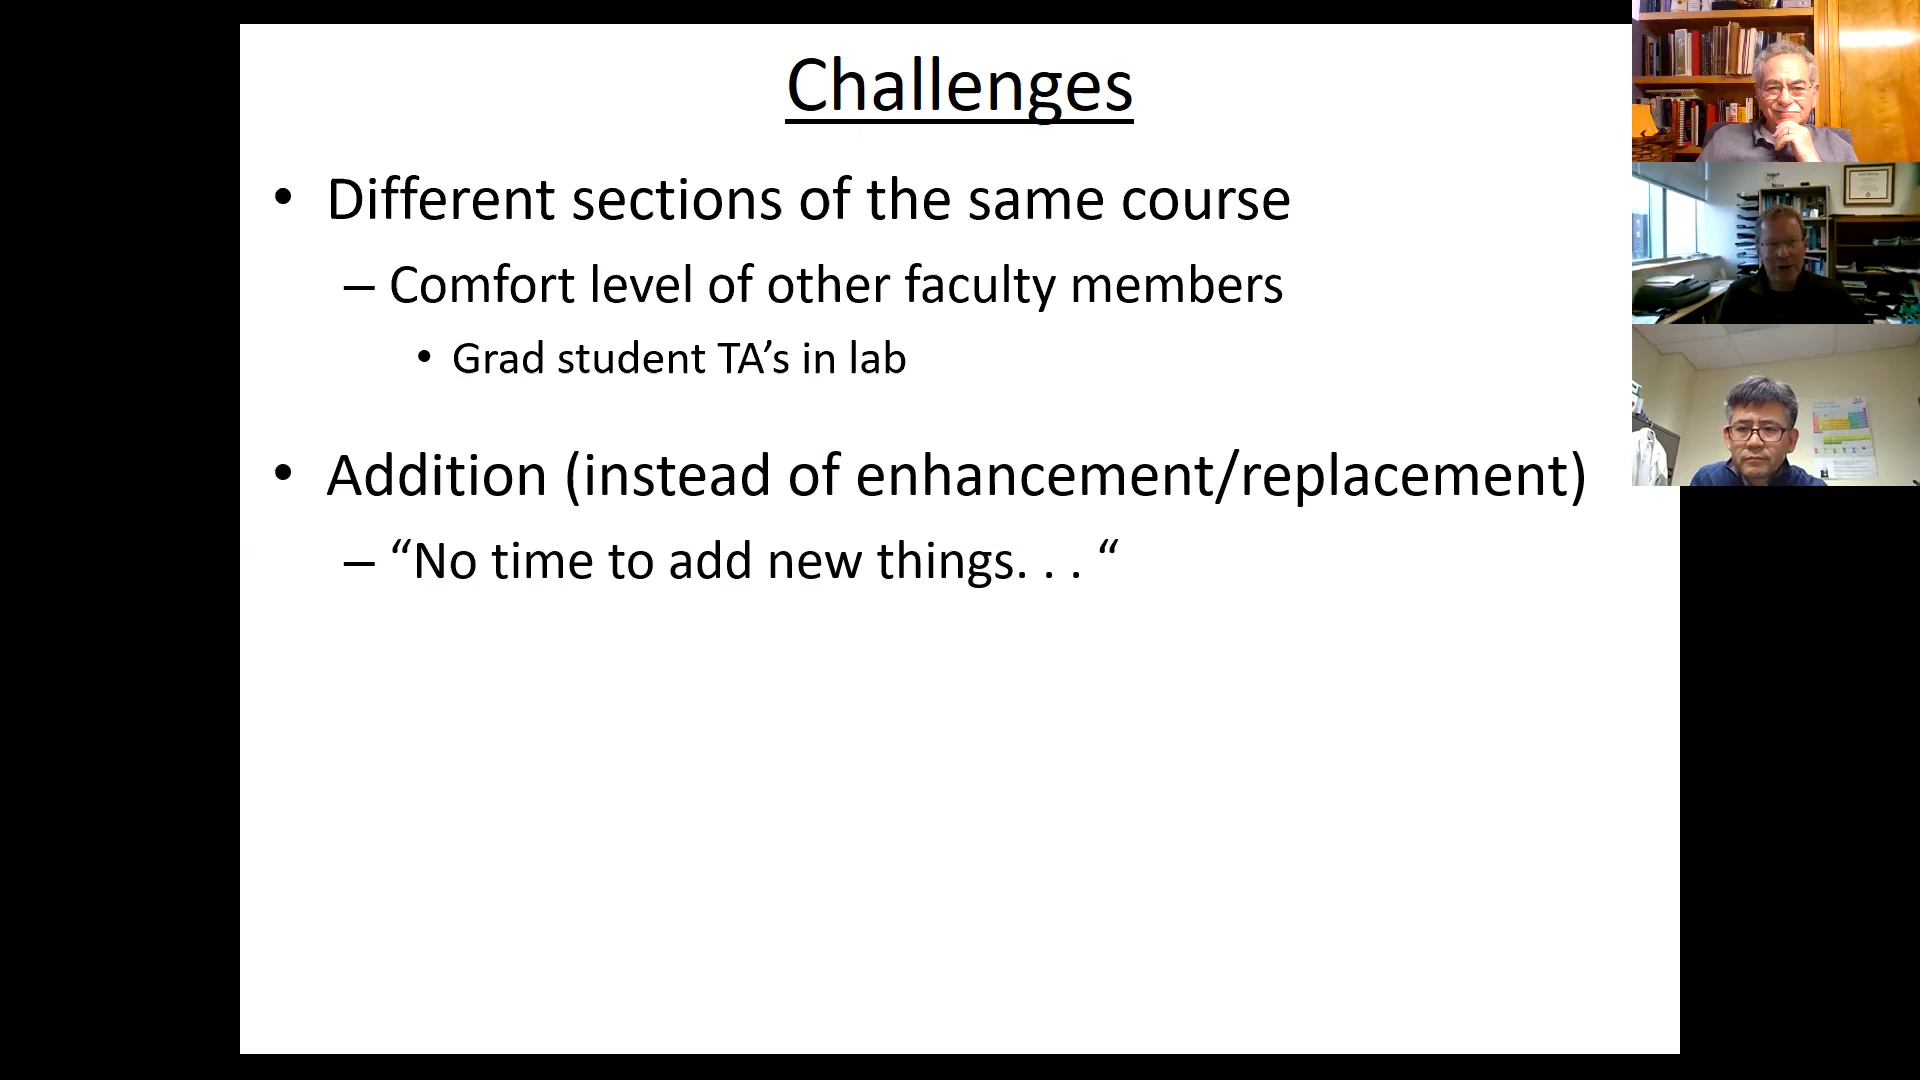 Challenges
• Different sections of the same course
– Comfort level of other faculty members
• Grad student TA’s in lab
• Addition (instead of enhancement/replacement)
– “No time to add new things. . . “